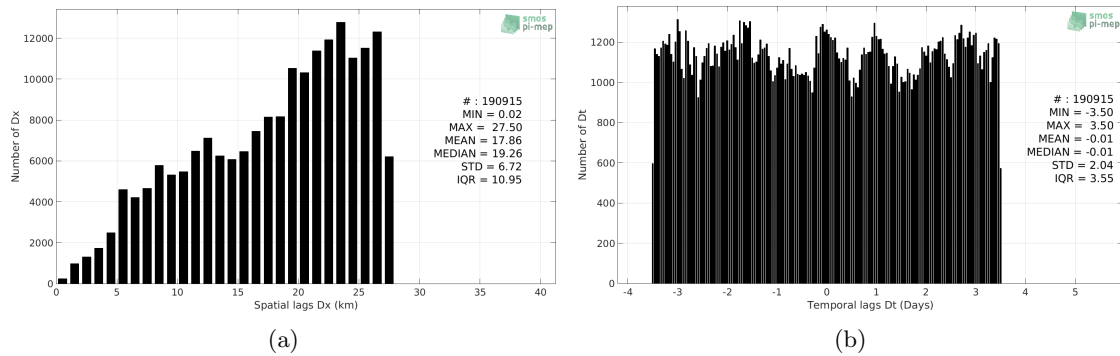 smos
pi-mep
12000
10000
8000
6000
4000
2000
0
Number of Dx
# : 190915
MIN = 0.02
MAX = 27.50
MEAN = 17.86
MEDIAN = 19.26
STD = 6.72
IQR = 10.95
0 5 10 15 20 25 30 35 40
Spatial lags Dx (km)
(a)
smos
pi-mep
1200
1000
800
600
400
200
0
Number of Dt
# : 190915
MIN = -3.50
MAX = 3.50
MEAN = -0.01
MEDIAN = -0.01
STD = 2.04
IQR = 3.55
-4 -3 -2 -1 0 1 2 3 4 5
Temporal lags Dt (Days)
(b)